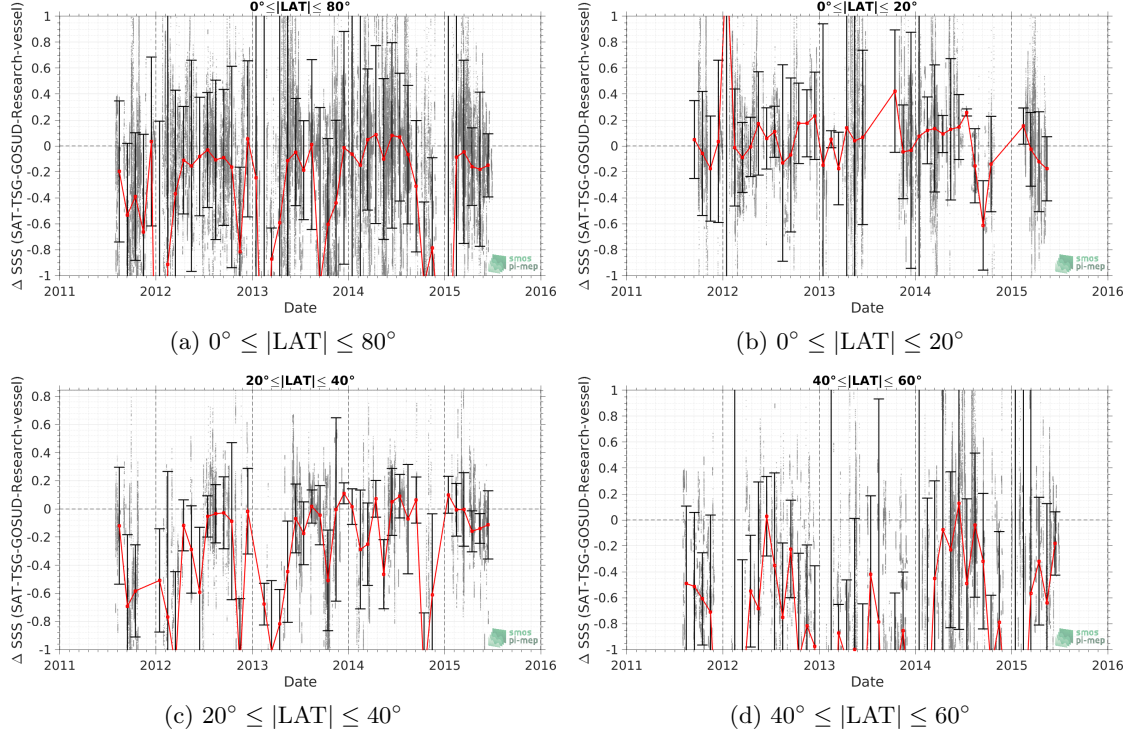 0°≤|LAT|≤ 80°
Δ SSS (SAT-TSG-GOSUD-Research-vessel)
1
0.8
0.6
0.4
0.2
0
-0.2
-0.4
-0.6
-0.8
-1
2011 2012 2013 2014 2015 2016
Date
smos
pi-mep
(a) 0° ≤ |LAT| ≤ 80°
0°≤|LAT|≤ 20°
Δ SSS (SAT-TSG-GOSUD-Research-vessel)
1
0.8
0.6
0.4
0.2
0
-0.2
-0.4
-0.6
-0.8
-1
2011 2012 2013 2014 2015 2016
Date
smos
pi-mep
(b) 0° ≤ |LAT| ≤ 20°
20°≤|LAT|≤ 40°
Δ SSS (SAT-TSG-GOSUD-Research-vessel)
0.8
0.6
0.4
0.2
0
-0.2
-0.4
-0.6
-0.8
-1
2011 2012 2013 2014 2015 2016
Date
smos
pi-mep
(c) 20° ≤ |LAT| ≤ 40°
40°≤|LAT|≤ 60°
Δ SSS (SAT-TSG-GOSUD-Research-vessel)
1
0.8
0.6
0.4
0.2
0
-0.2
-0.4
-0.6
-0.8
-1
2011 2012 2013 2014 2015 2016
Date
smos
pi-mep
(d) 40° ≤ |LAT| ≤ 60°